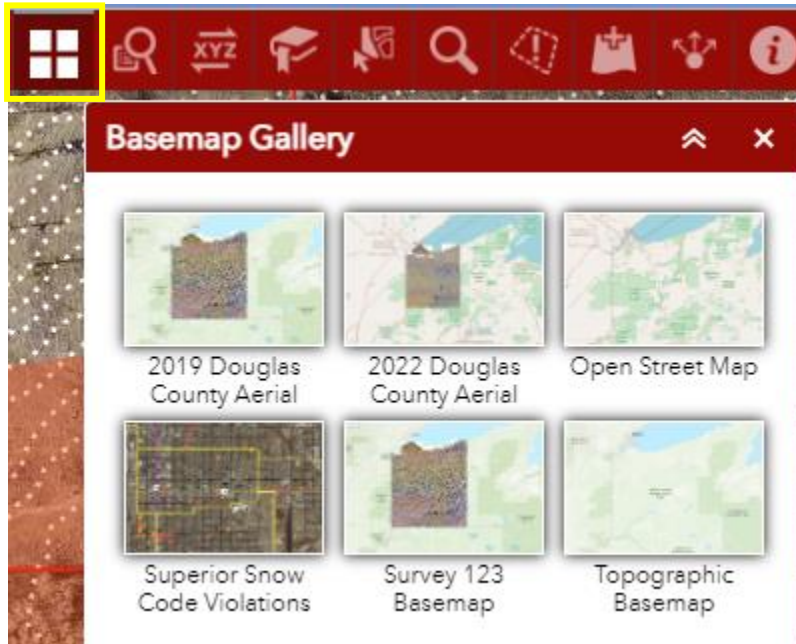 XYZ
Basemap Gallery
2019 Douglas
County Aerial
2022 Douglas
County Aerial
Open Street Map
Superior Snow
Code Violations
Survey 123
Basemap
Topographic
Basemap